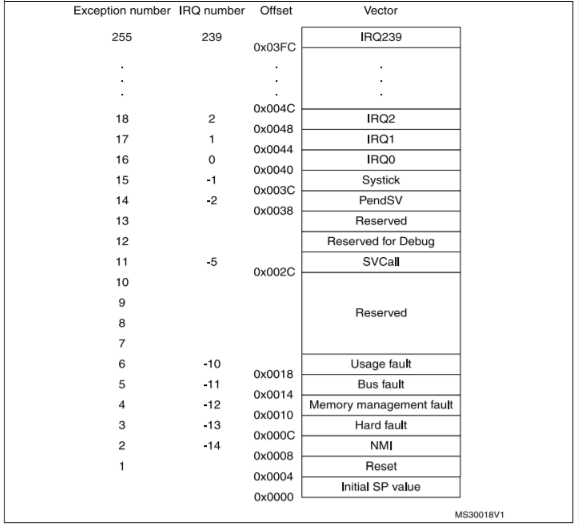 Exception number IRQ number Offset Vector
255 239 IRQ239
0x03FC
. . .
. . .
. . .
0x004C
18 2 IRQ2
0x0048
17 1 IRQ1
0x0044
16 0 IRQ0
0x0040
15 -1 Systick
0x003C
14 -2 PendSV
0x0038
13 Reserved
12 Reserved for Debug
11 -5 SVCall
0x002C
10
9
Reserved
8
7
6 -10 Usage fault
0x0018
5 -11 Bus fault
0x0014
4 -12 Memory management fault
0x0010
3 -13 Hard fault
0x000C
2 -14 NMI
0x0008
1 Reset
0x0004
Initial SP value
0x0000
MS30018V1